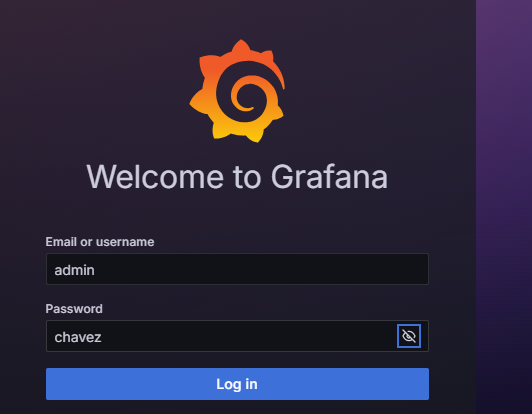 Welcome to Grafana
Email or username
admin
Password
chavez
Log in